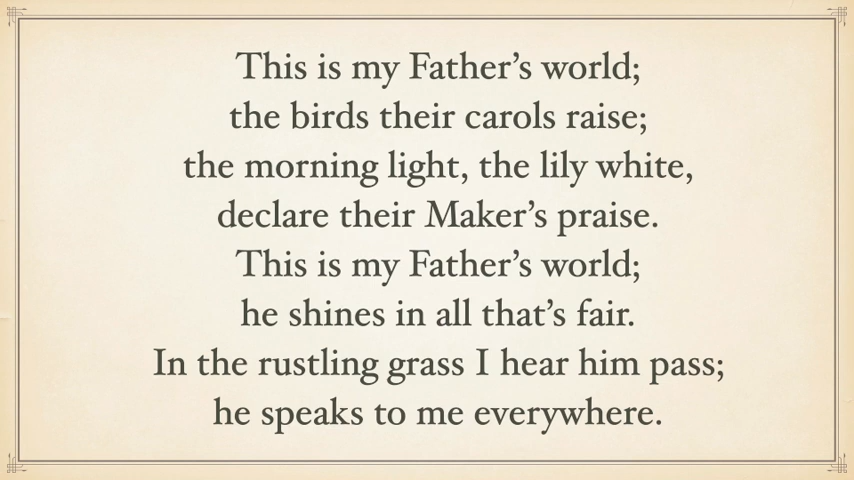 This is my Father’s world;
the birds their carols raise;
the morning light, the lily white,
declare their Maker’s praise.
This is my Father’s world;
he shines in all that’s fair.
In the rustling grass I hear him pass;
he speaks to me everywhere.